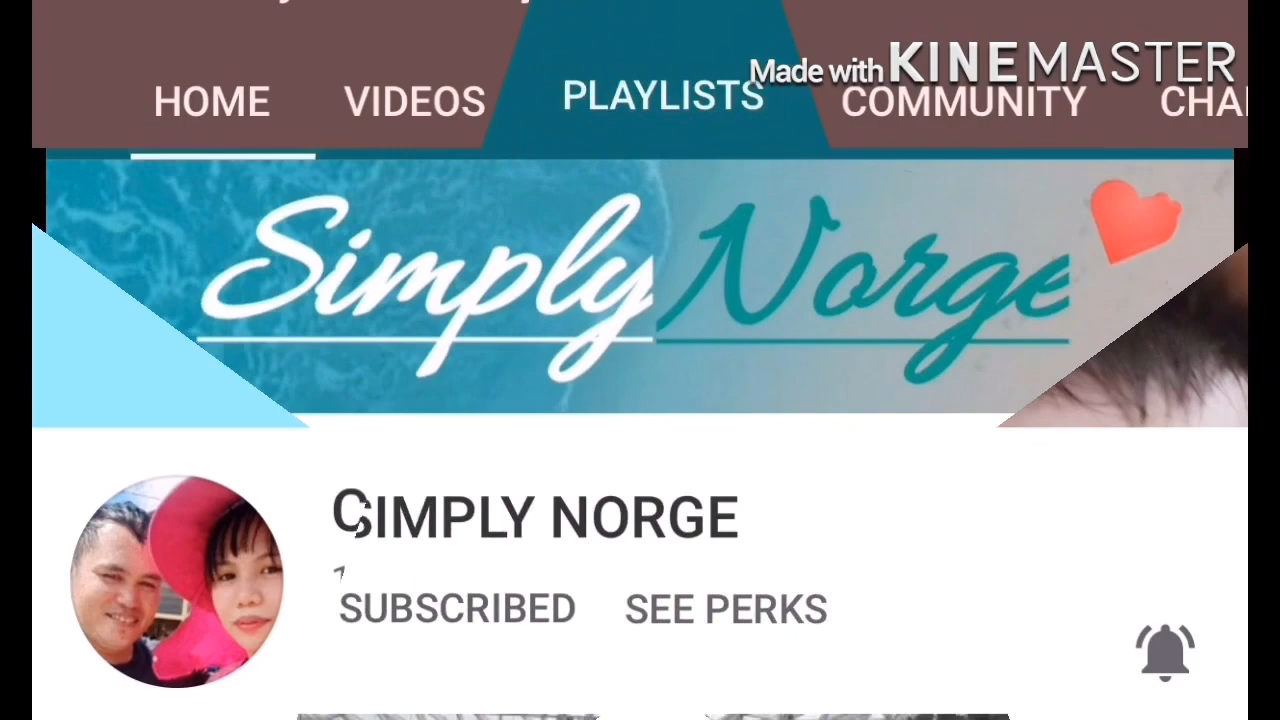 Made with KINEMASTER
HOME VIDEOS PLAYLISTS COMMUNITY
Simply Norge
SIMPLY NORGE
SUBSCRIBED SEE PERKS